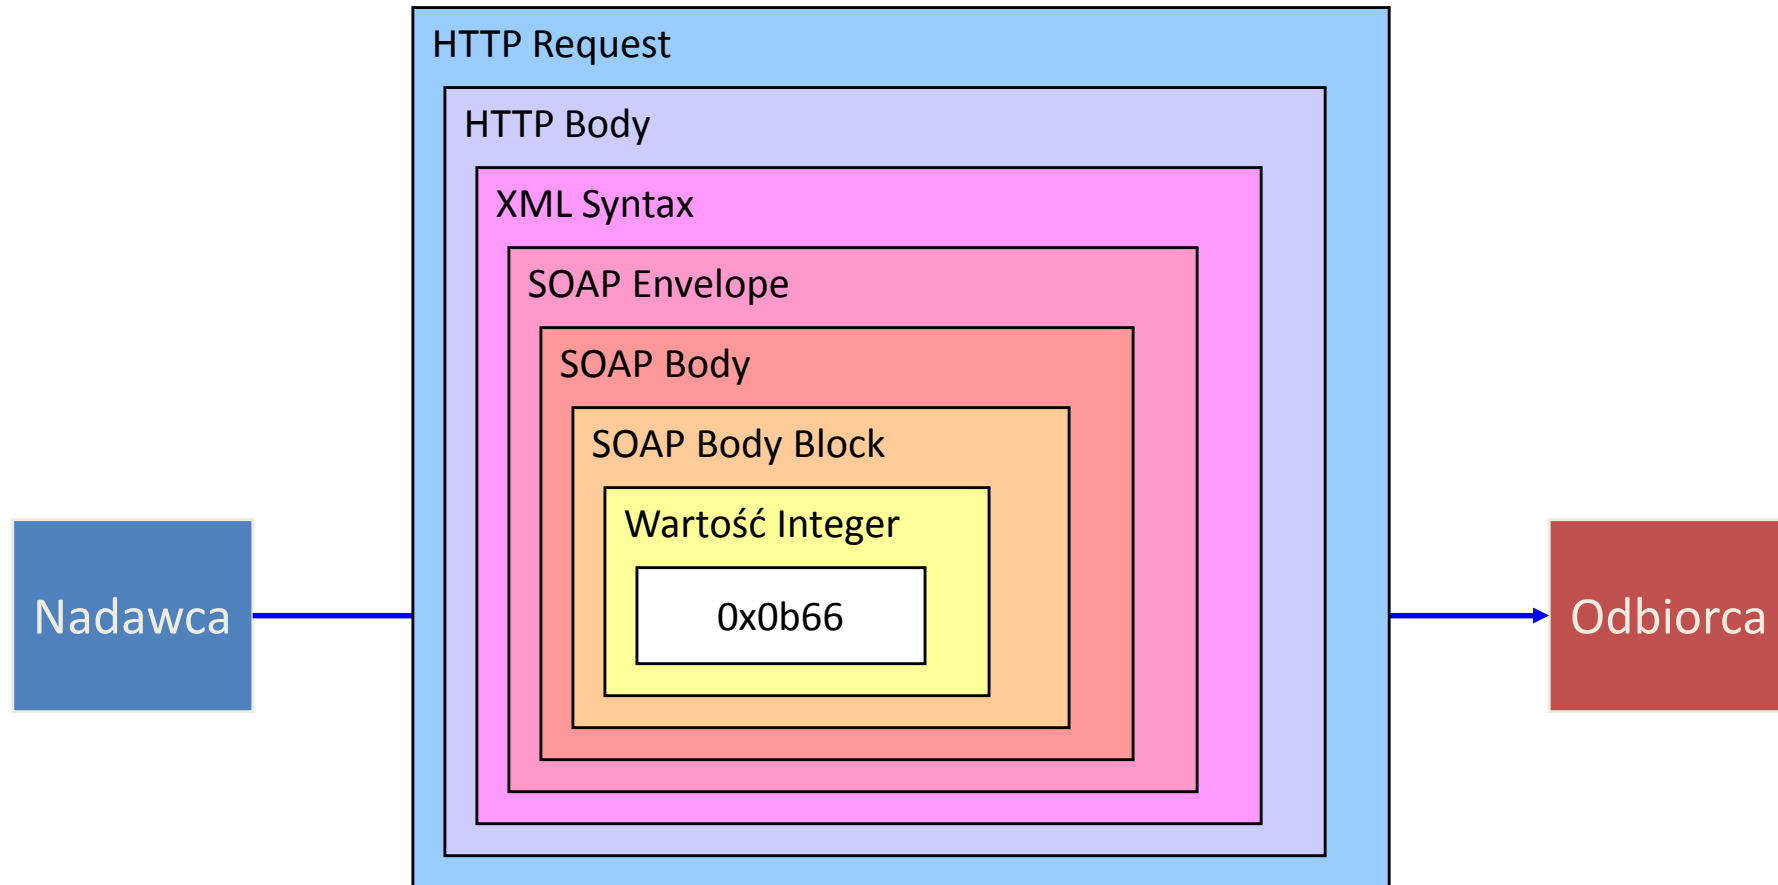 HTTP Request
HTTP Body
XML Syntax
SOAP Envelope
SOAP Body
SOAP Body Block
Wartość Integer
0x0b66
Nadawca
Odbiorca